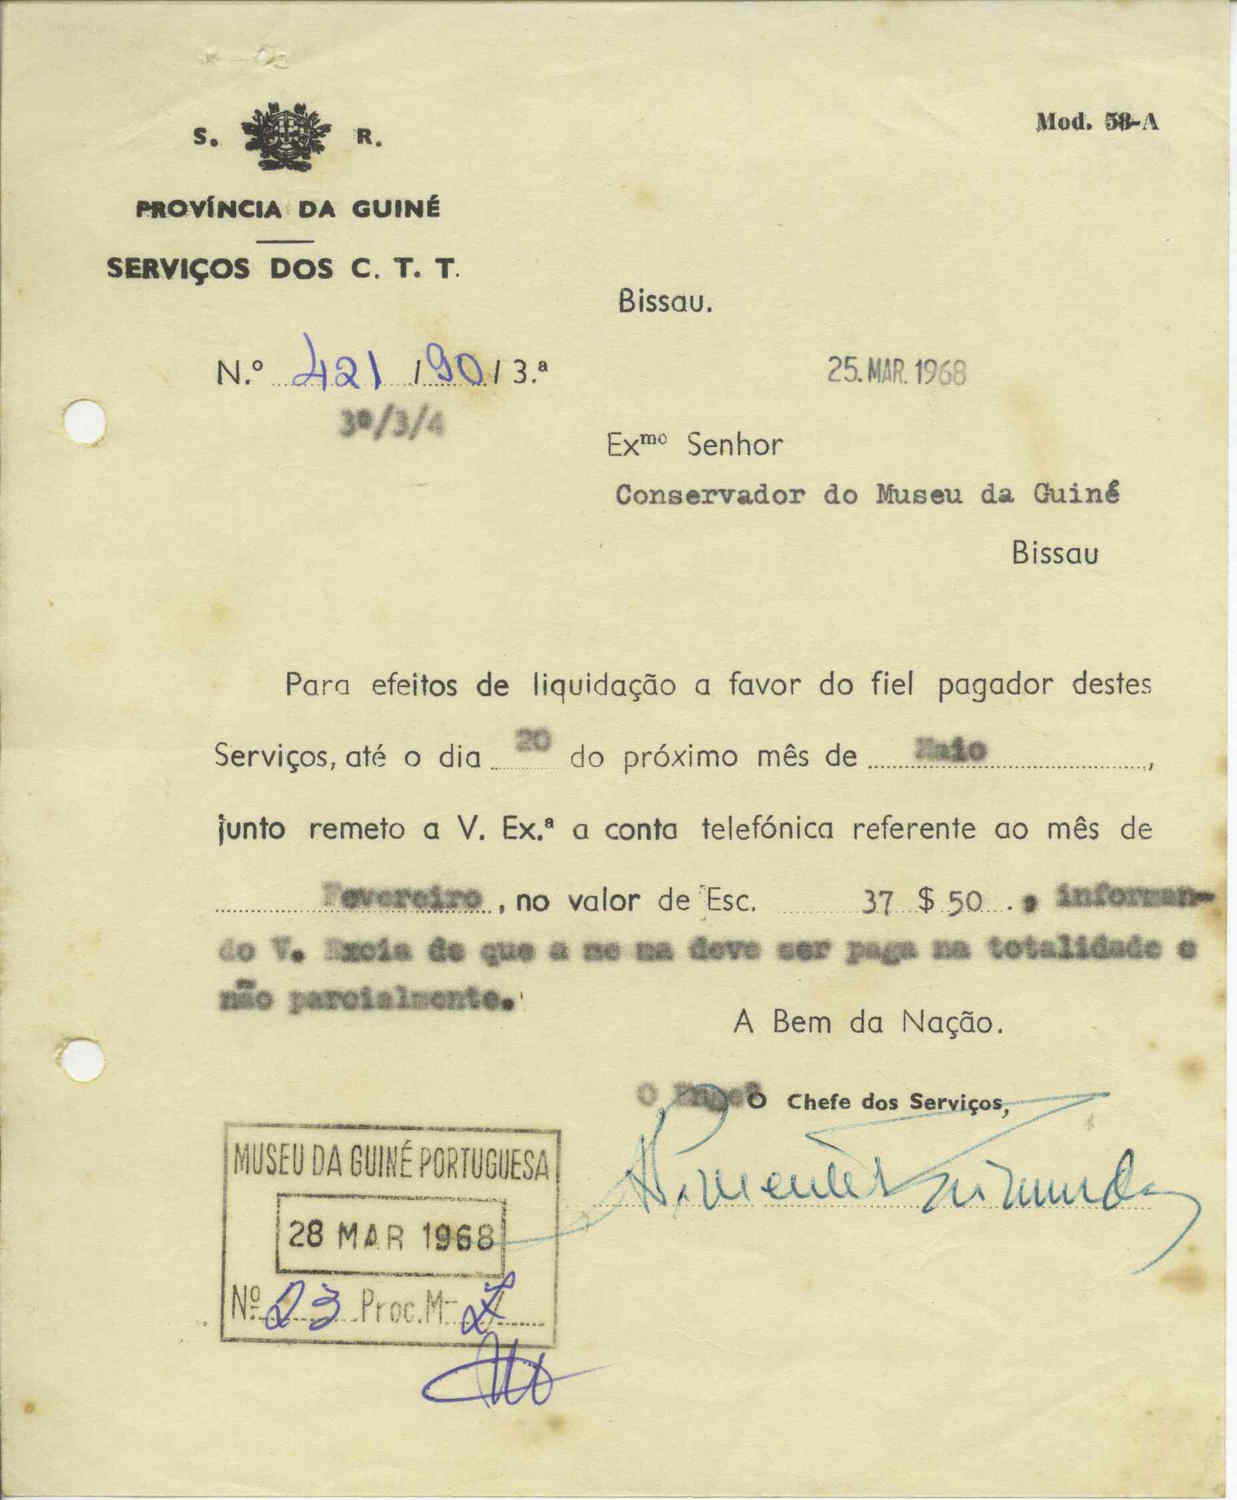 S. R.
Mod. 58-A
PROVÍNCIA DA GUINÉ
SERVIÇOS DOS C. T. T.
Bissau.
N.º 421 / 90 / 3.ª
25. MAR. 1968
3ª/3/4
Exmo Senhor
Conservador do Museu da Guiné
Bissau
Para efeitos de liquidação a favor do fiel pagador destes
Serviços, até o dia 20 do próximo mês de Maio,
junto remeto a V. Ex.ª a conta telefónica referente ao mês de
Fevereiro, no valor de Esc. 37 $ 50 . , informan-
do V. Excia de que a me ma deve ser paga na totalidade e
não parcialmente.
A Bem da Nação.
O Engº O Chefe dos Serviços,
MUSEU DA GUINÉ PORTUGUESA
28 MAR 1968
Nº 23 Proc. M-